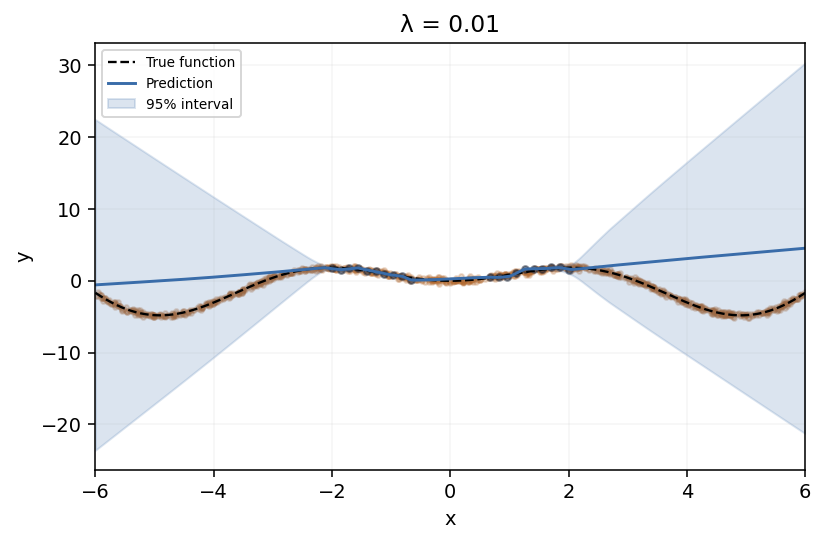 λ = 0.01
30
20
10
0
−10
−20
y
True function
Prediction
95% interval
−6
−4
−2
0
2
4
6
x